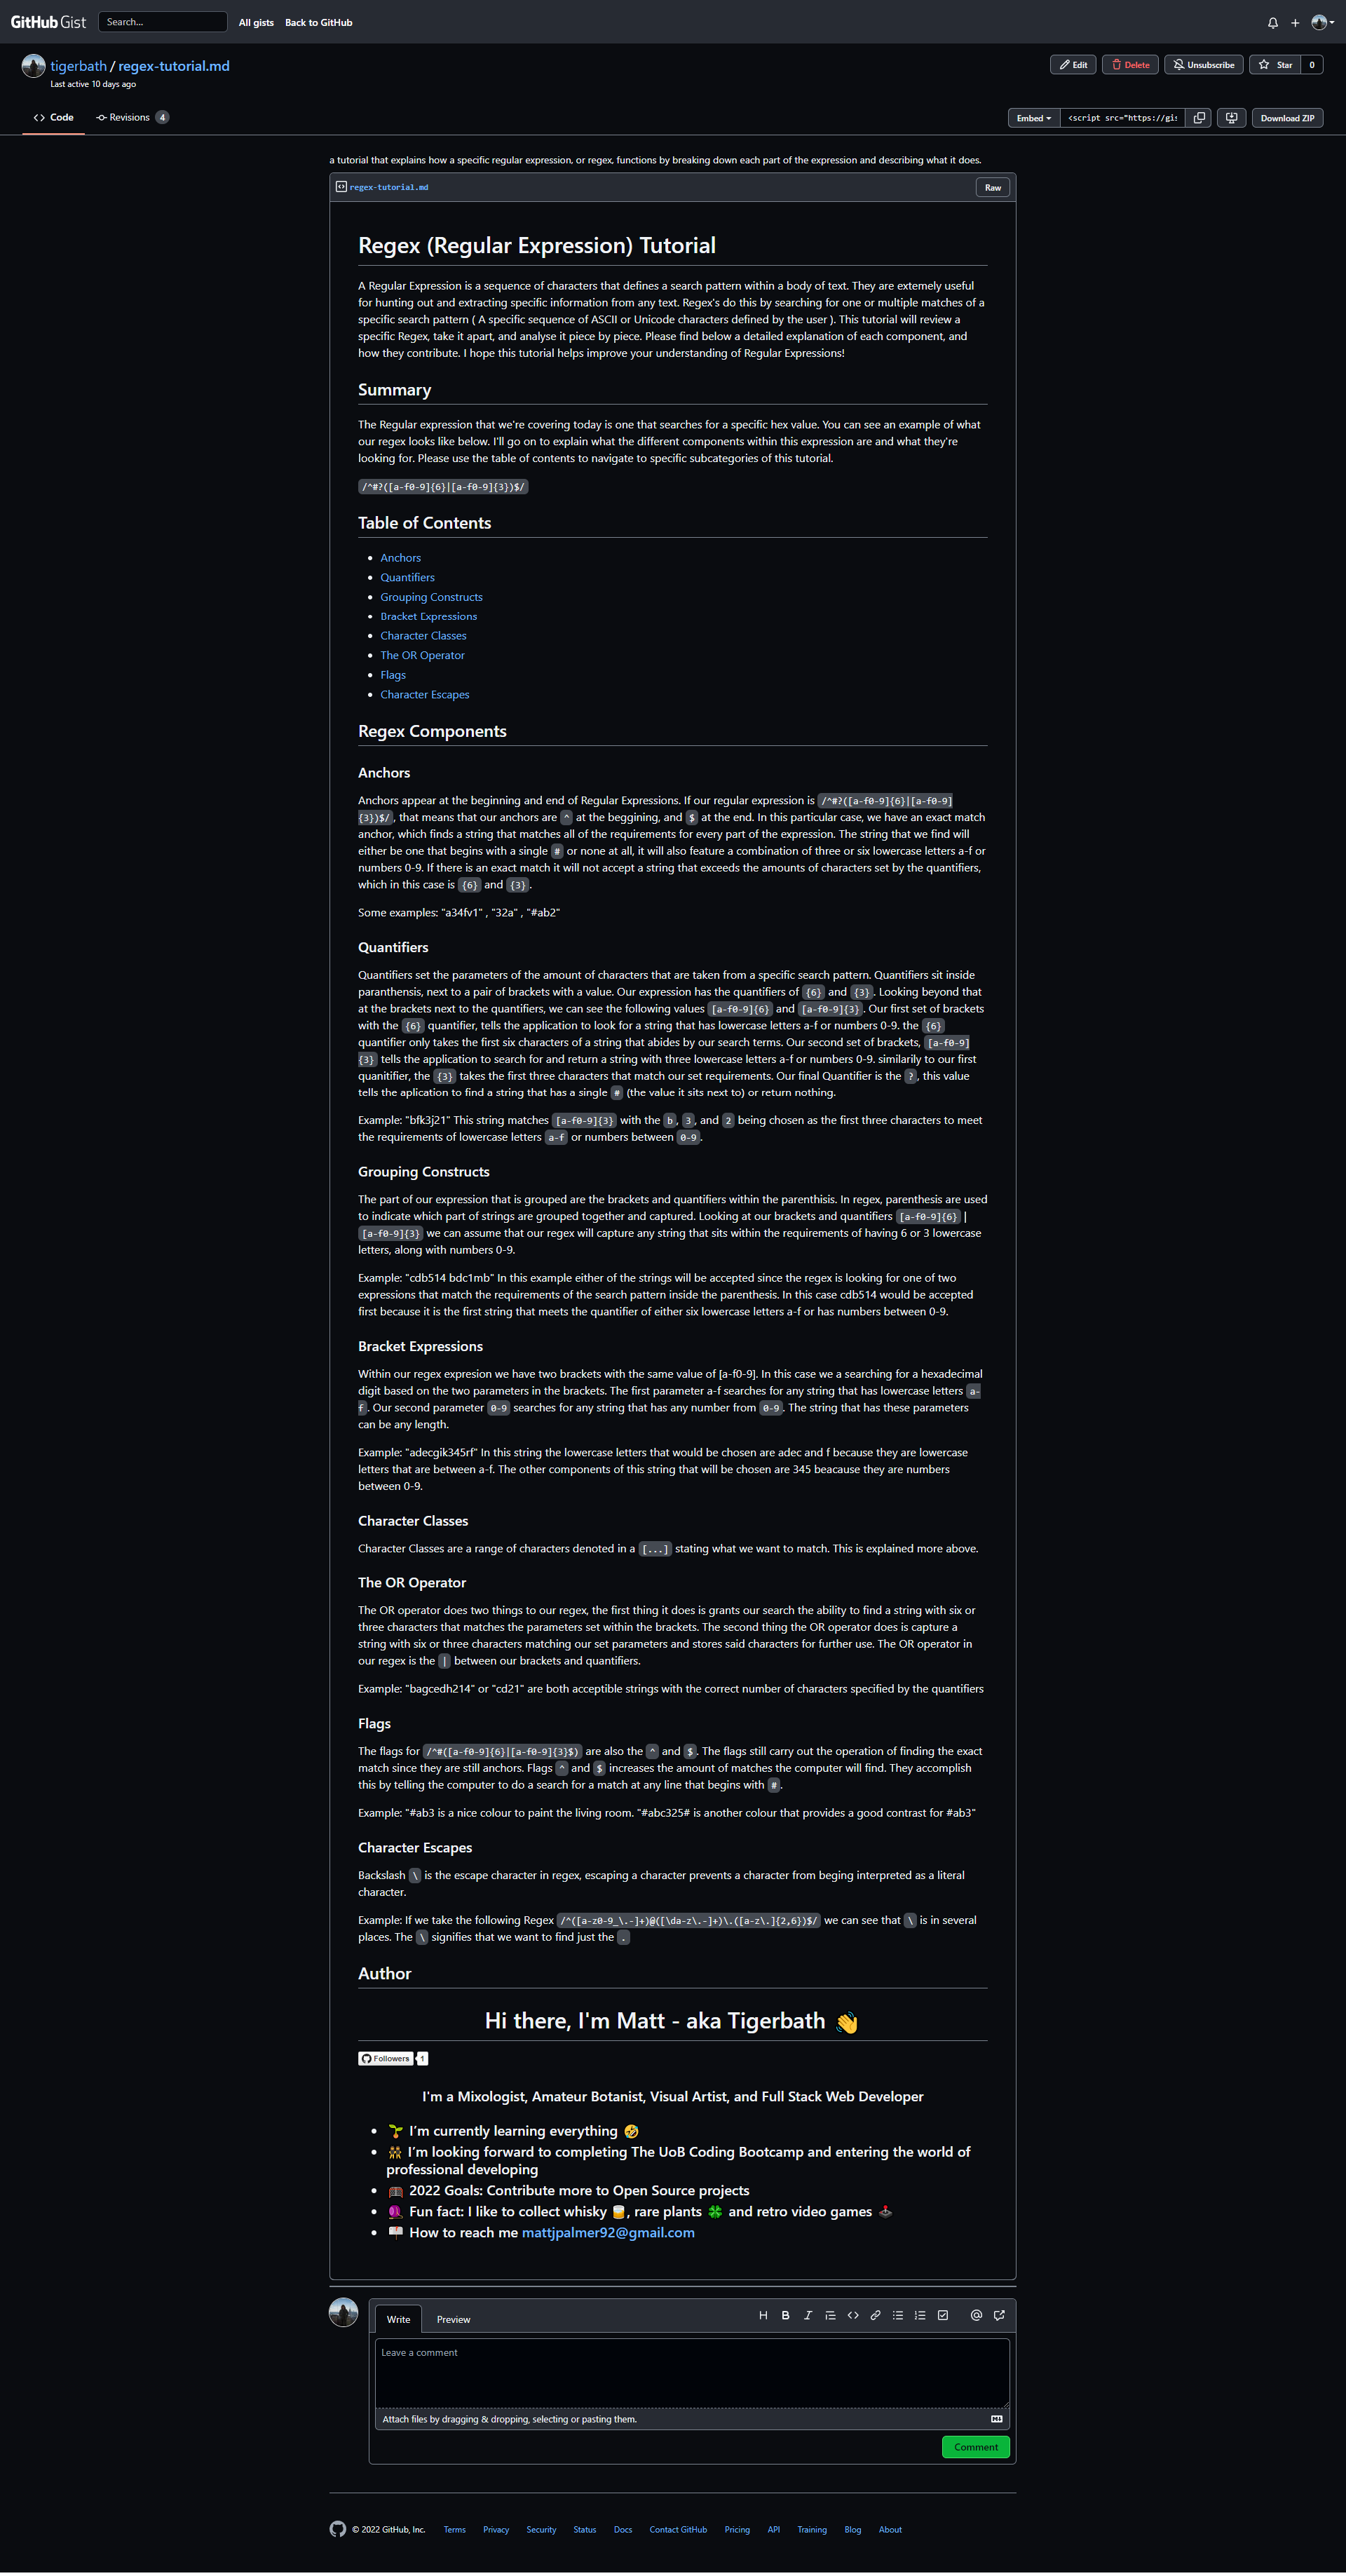 GitHub Gist
Search...
All gists
Back to GitHub
tigerbath / regex-tutorial.md
Last active 10 days ago
Edit
Delete
Unsubscribe
Star
0
Code
Revisions 4
Embed
<script src="https://gis
Download ZIP
a tutorial that explains how a specific regular expression, or regex, functions by breaking down each part of the expression and describing what it does.
regex-tutorial.md
Raw
Regex (Regular Expression) Tutorial
A Regular Expression is a sequence of characters that defines a search pattern within a body of text. They are extemely useful
for hunting out and extracting specific information from any text. Regex's do this by searching for one or multiple matches of a
specific search pattern ( A specific sequence of ASCII or Unicode characters defined by the user ). This tutorial will review a
specific Regex, take it apart, and analyse it piece by piece. Please find below a detailed explanation of each component, and
how they contribute. I hope this tutorial helps improve your understanding of Regular Expressions!
Summary
The Regular expression that we're covering today is one that searches for a specific hex value. You can see an example of what
our regex looks like below. I'll go on to explain what the different components within this expression are and what they're
looking for. Please use the table of contents to navigate to specific subcategories of this tutorial.
/^#?([a-f0-9]{6}|[a-f0-9]{3})$/
Table of Contents
• Anchors
• Quantifiers
• Grouping Constructs
• Bracket Expressions
• Character Classes
• The OR Operator
• Flags
• Character Escapes
Regex Components
Anchors
Anchors appear at the beginning and end of Regular Expressions. If our regular expression is /^#?([a-f0-9]{6}|[a-f0-9]
{3})$/, that means that our anchors are ^ at the beggining, and $ at the end. In this particular case, we have an exact match
anchor, which finds a string that matches all of the requirements for every part of the expression. The string that we find will
either be one that begins with a single # or none at all, it will also feature a combination of three or six lowercase letters a-f or
numbers 0-9. If there is an exact match it will not accept a string that exceeds the amounts of characters set by the quantifiers,
which in this case is {6} and {3}.
Some examples: "a34fv1" , "32a" , "#ab2"
Quantifiers
Quantifiers set the parameters of the amount of characters that are taken from a specific search pattern. Quantifiers sit inside
paranthensis, next to a pair of brackets with a value. Our expression has the quantifiers of {6} and {3}. Looking beyond that
at the brackets next to the quantifiers, we can see the following values [a-f0-9]{6} and [a-f0-9]{3}. Our first set of brackets
with the {6} quantifier, tells the application to look for a string that has lowercase letters a-f or numbers 0-9. the {6}
quantifier only takes the first six characters of a string that abides by our search terms. Our second set of brackets, [a-f0-9]
{3} tells the application to search for and return a string with three lowercase letters a-f or numbers 0-9. similarily to our first
quanitifier, the {3} takes the first three characters that match our set requirements. Our final Quantifier is the ?, this value
tells the aplication to find a string that has a single # (the value it sits next to) or return nothing.
Example: "bfk3j21" This string matches [a-f0-9]{3} with the b, 3, and 2 being chosen as the first three characters to meet
the requirements of lowercase letters a-f or numbers between 0-9.
Grouping Constructs
The part of our expression that is grouped are the brackets and quantifiers within the parenthisis. In regex, parenthesis are used
to indicate which part of strings are grouped together and captured. Looking at our brackets and quantifiers [a-f0-9]{6} |
[a-f0-9]{3} we can assume that our regex will capture any string that sits within the requirements of having 6 or 3 lowercase
letters, along with numbers 0-9.
Example: "cdb514 bdc1mb" In this example either of the strings will be accepted since the regex is looking for one of two
expressions that match the requirements of the search pattern inside the parenthesis. In this case cdb514 would be accepted
first because it is the first string that meets the quantifier of either six lowercase letters a-f or has numbers between 0-9.
Bracket Expressions
Within our regex expresion we have two brackets with the same value of [a-f0-9]. In this case we a searching for a hexadecimal
digit based on the two parameters in the brackets. The first parameter a-f searches for any string that has lowercase letters a-
f. Our second parameter 0-9 searches for any string that has any number from 0-9. The string that has these parameters
can be any length.
Example: "adecgik345rf" In this string the lowercase letters that would be chosen are adec and f because they are lowercase
letters that are between a-f. The other components of this string that will be chosen are 345 beacause they are numbers
between 0-9.
Character Classes
Character Classes are a range of characters denoted in a [...] stating what we want to match. This is explained more above.
The OR Operator
The OR operator does two things to our regex, the first thing it does is grants our search the ability to find a string with six or
three characters that matches the parameters set within the brackets. The second thing the OR operator does is capture a
string with six or three characters matching our set parameters and stores said characters for further use. The OR operator in
our regex is the | between our brackets and quantifiers.
Example: "bagcedh214" or "cd21" are both acceptible strings with the correct number of characters specified by the quantifiers
Flags
The flags for /^#([a-f0-9]{6}|[a-f0-9]{3}$) are also the ^ and $. The flags still carry out the operation of finding the exact
match since they are still anchors. Flags ^ and $ increases the amount of matches the computer will find. They accomplish
this by telling the computer to do a search for a match at any line that begins with #.
Example: "#ab3 is a nice colour to paint the living room. "#abc325# is another colour that provides a good contrast for #ab3"
Character Escapes
Backslash \ is the escape character in regex, escaping a character prevents a character from beging interpreted as a literal
character.
Example: If we take the following Regex /^([a-z0-9_\.-]+)@([\da-z\.-]+)\.([a-z\.]{2,6})$/ we can see that \ is in several
places. The \ signifies that we want to find just the .
Author
Hi there, I'm Matt - aka Tigerbath 👋
Followers 1
I'm a Mixologist, Amateur Botanist, Visual Artist, and Full Stack Web Developer
• 🌱 I'm currently learning everything 🤣
• 👯 I'm looking forward to completing The UoB Coding Bootcamp and entering the world of
professional developing
• 🥅 2022 Goals: Contribute more to Open Source projects
• 🔮 Fun fact: I like to collect whisky 🥃, rare plants 🍀 and retro video games 🕹
• 📫 How to reach me mattjpalmer92@gmail.com
Write
Preview
Leave a comment
Attach files by dragging & dropping, selecting or pasting them.
Comment
© 2022 GitHub, Inc.
Terms
Privacy
Security
Status
Docs
Contact GitHub
Pricing
API
Training
Blog
About